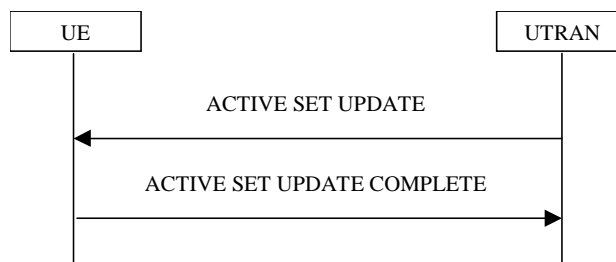 UE
UTRAN
ACTIVE SET UPDATE
ACTIVE SET UPDATE COMPLETE